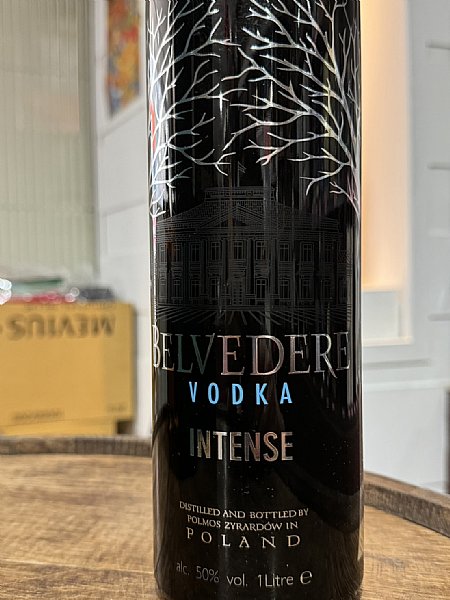 BELVEDERE
VODKA
INTENSE
DISTILLED AND BOTTLED BY
POLMOS ZYRARDÓW IN
POLAND
alc. 50% vol. 1Litre ℮
MEVIUS